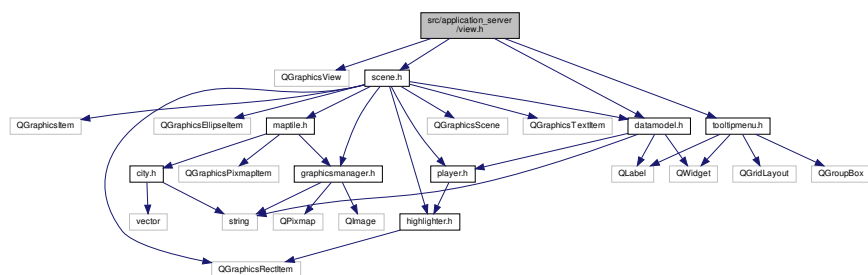 src/application_server
/view.h
QGraphicsView
scene.h
QGraphicsItem
QGraphicsEllipseItem
maptile.h
QGraphicsScene
QGraphicsTextItem
datamodel.h
tooltipmenu.h
city.h
QGraphicsPixmapItem
graphicsmanager.h
player.h
QLabel
QWidget
QGridLayout
QGroupBox
vector
string
QPixmap
QImage
highlighter.h
QGraphicsRectItem